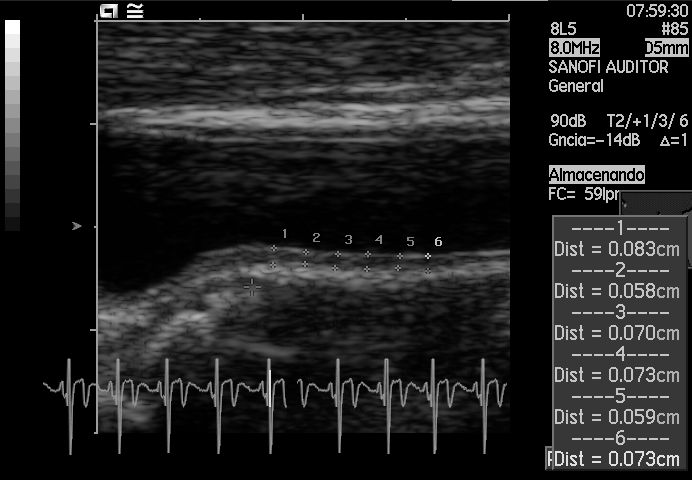 07:59:30
8L5 #85
8.0MHz D5mm
SANOFI AUDITOR
General
90dB T2/+1/3/ 6
Gncia=-14dB Δ=1
Almacenando
FC= 59lpm
1 2 3 4 5 6
----1----
Dist = 0.083cm
----2----
Dist = 0.058cm
----3----
Dist = 0.070cm
----4----
Dist = 0.073cm
----5----
Dist = 0.059cm
----6----
Dist = 0.073cm